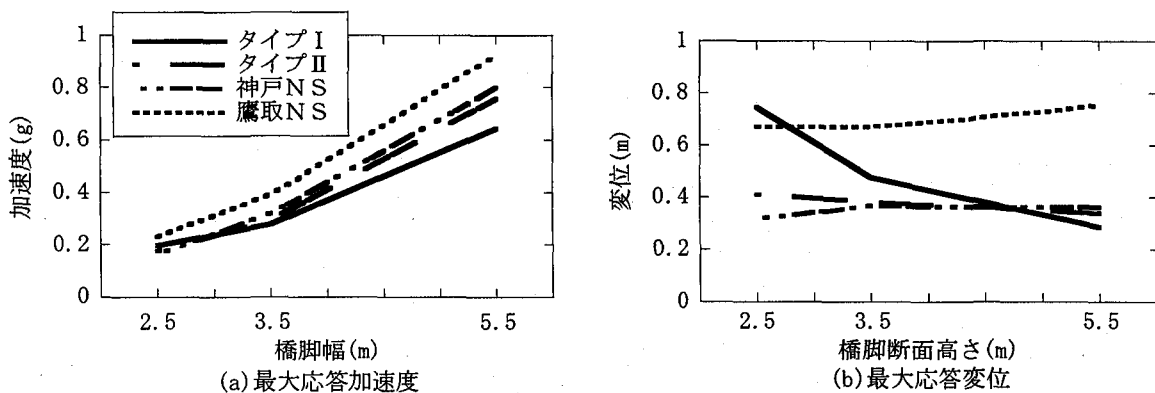 1
0.8
0.6
0.4
0.2
0
加速度(g)
タイプⅠ
タイプⅡ
神戸NS
鷹取NS
2.5 3.5 5.5
橋脚幅(m)
(a)最大応答加速度
1
0.8
0.6
0.4
0.2
0
変位(m)
2.5 3.5 5.5
橋脚断面高さ(m)
(b)最大応答変位